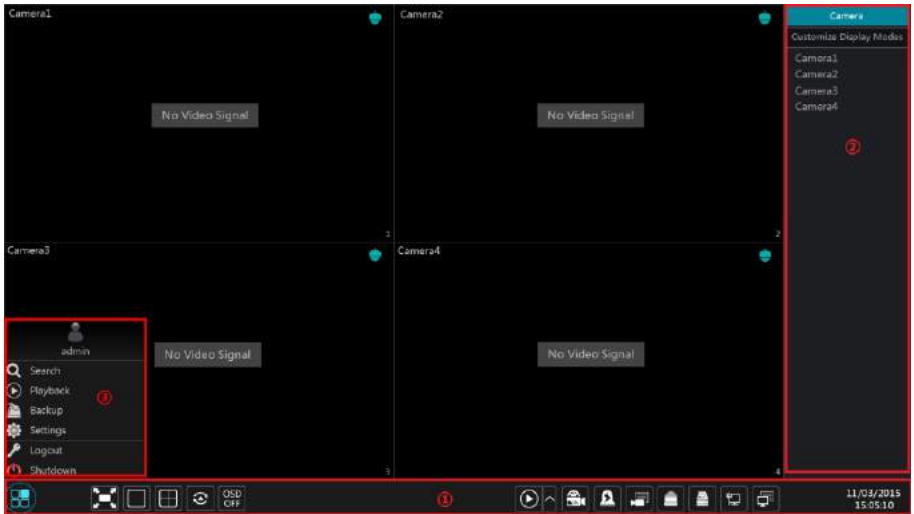 Camera1
Camera2
Camera
Customize Display Modes
Camera1
Camera2
Camera3
Camera4
②
No Video Signal
No Video Signal
1
2
Camera3
Camera4
admin
No Video Signal
No Video Signal
Search
Playback
③
Backup
Settings
Logout
Shutdown
3
4
OSD
OFF
①
11/03/2015
15:05:10